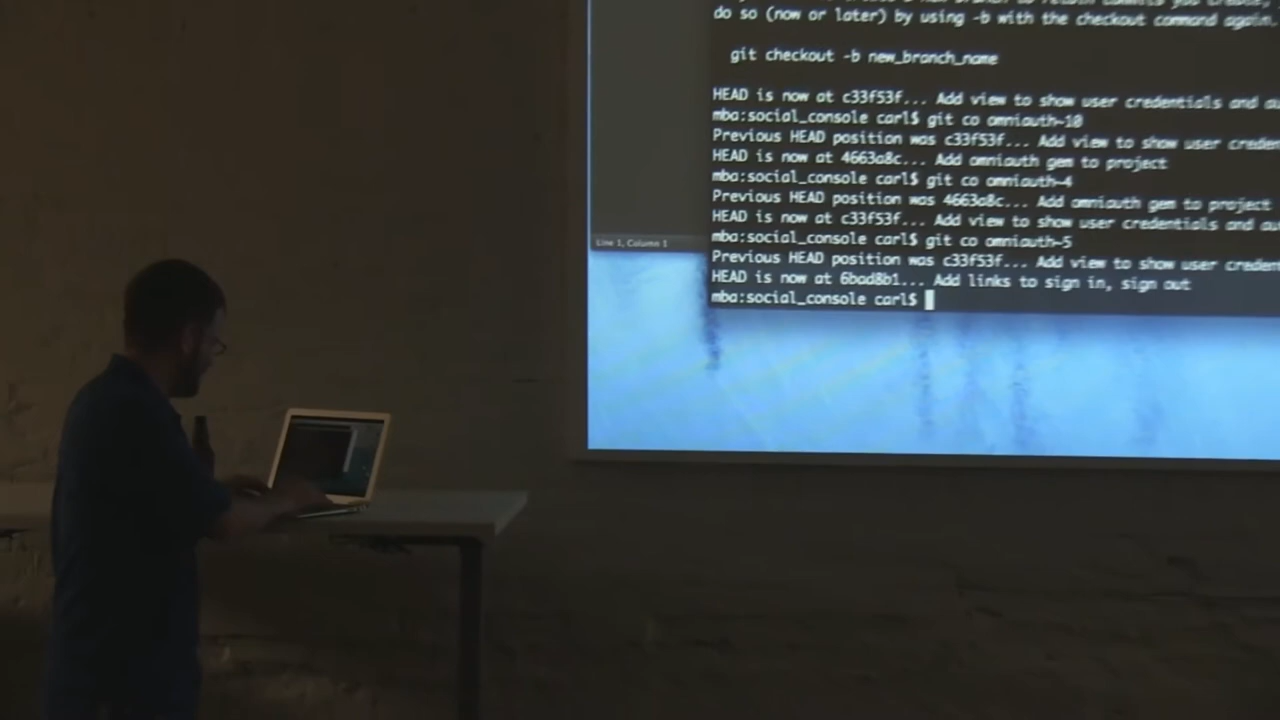 do so (now or later) by using -b with the checkout command again.
git checkout -b new_branch_name
HEAD is now at c33f53f... Add view to show user credentials and au
mba:social_console carl$ git co omniauth~10
Previous HEAD position was c33f53f... Add view to show user creden
HEAD is now at 4663a8c... Add omniauth gem to project
mba:social_console carl$ git co omniauth~4
Previous HEAD position was 4663a8c... Add omniauth gem to project
HEAD is now at c33f53f... Add view to show user credentials and au
mba:social_console carl$ git co omniauth~5
Previous HEAD position was c33f53f... Add view to show user creden
HEAD is now at 6bad8b1... Add links to sign in, sign out
mba:social_console carl$
Line 1, Column 1